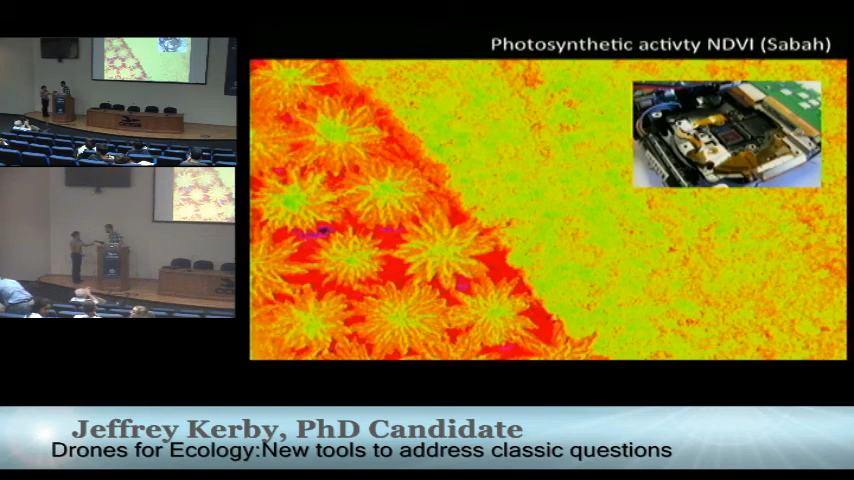 Photosynthetic activty NDVI (Sabah)
Jeffrey Kerby, PhD Candidate
Drones for Ecology:New tools to address classic questions